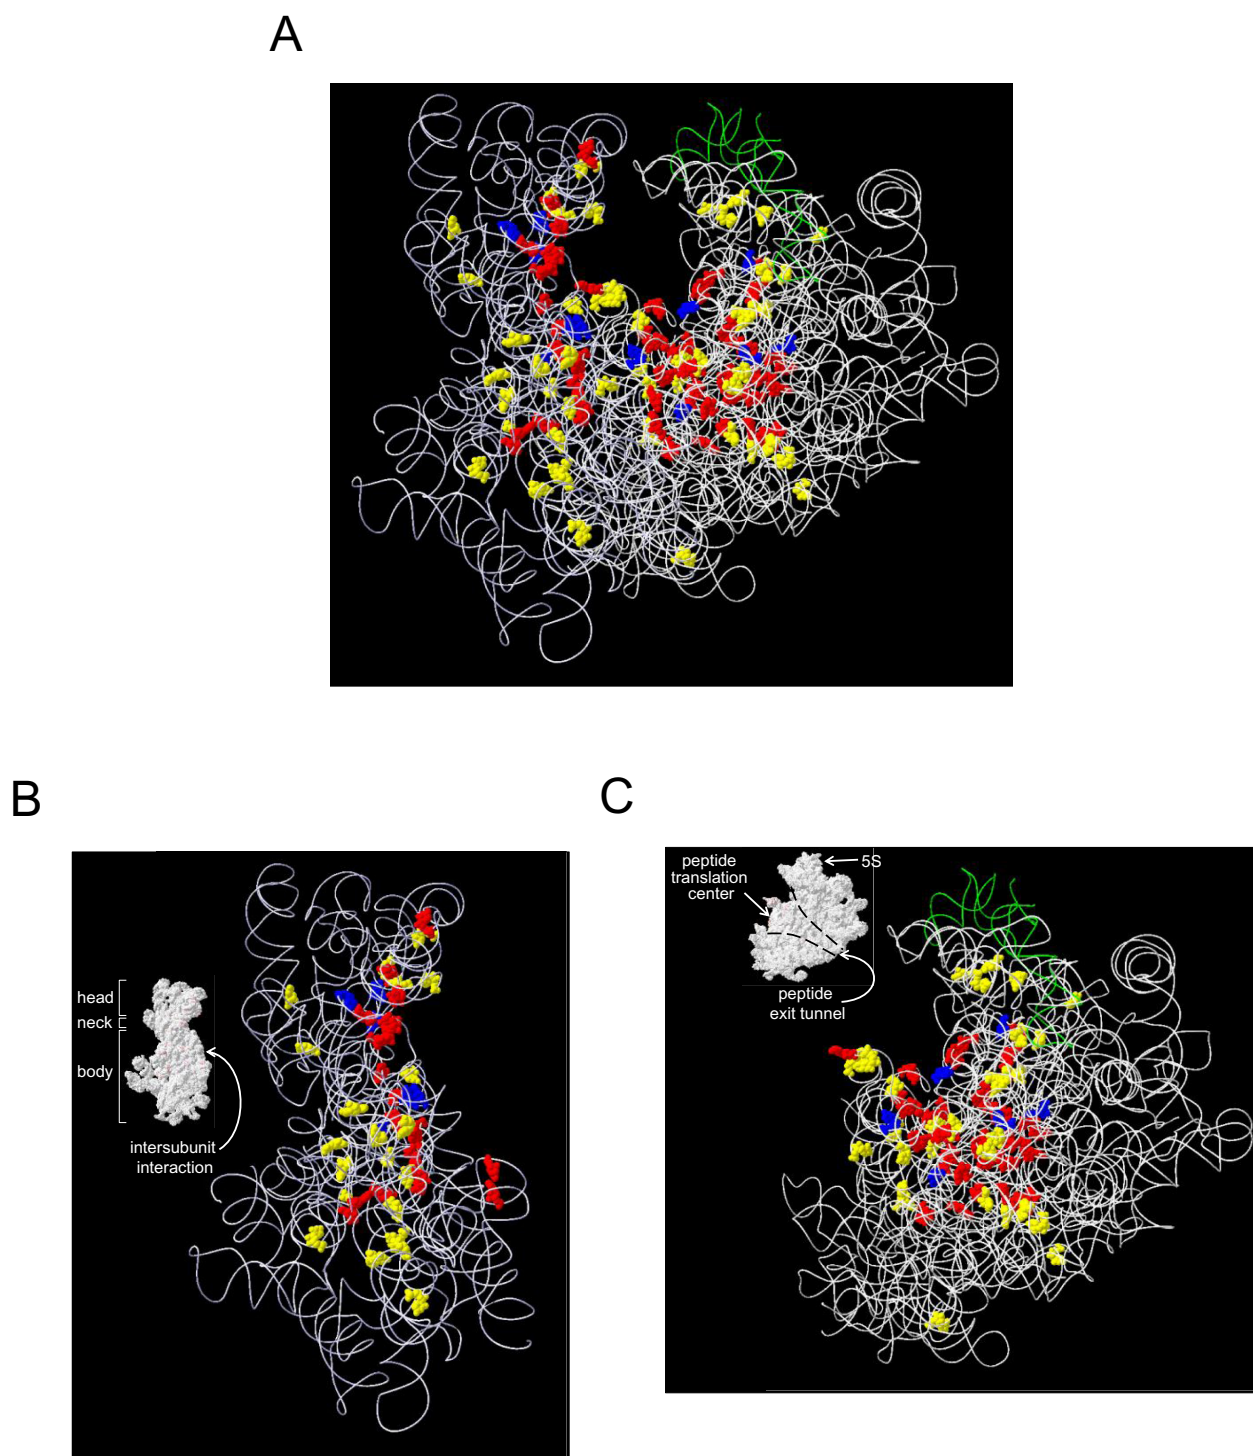 A
B
head
neck
body
intersubunit
interaction
C
peptide
translation
center
5S
peptide
exit tunnel